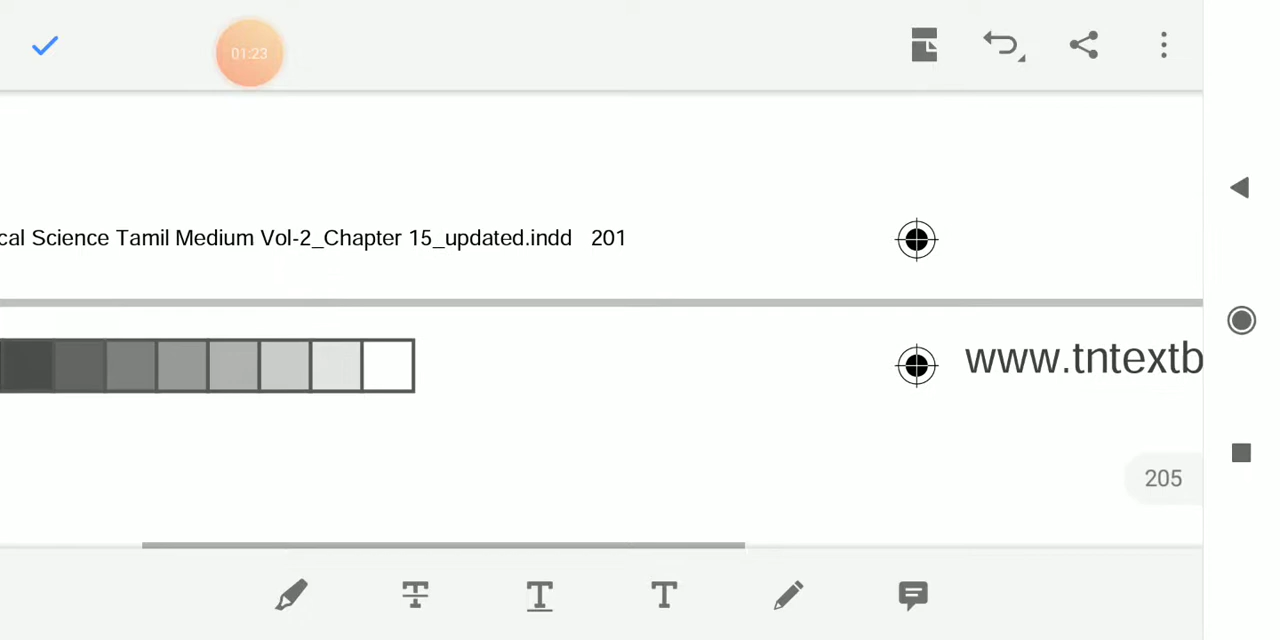 01:23
cal Science Tamil Medium Vol-2_Chapter 15_updated.indd 201
www.tntextb
205